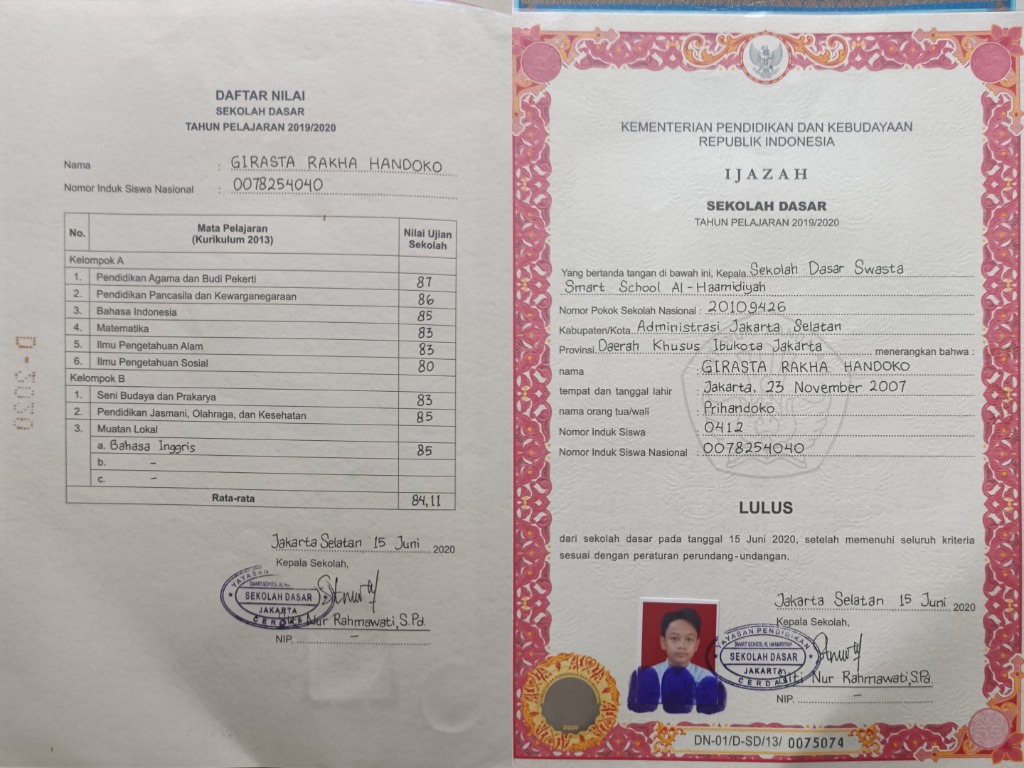 DAFTAR NILAI
SEKOLAH DASAR
TAHUN PELAJARAN 2019/2020
Nama : GIRASTA RAKHA HANDOKO
Nomor Induk Siswa Nasional : 0078254040
No. Mata Pelajaran (Kurikulum 2013) Nilai Ujian Sekolah
Kelompok A
1. Pendidikan Agama dan Budi Pekerti 87
2. Pendidikan Pancasila dan Kewarganegaraan 86
3. Bahasa Indonesia 85
4. Matematika 83
5. Ilmu Pengetahuan Alam 83
6. Ilmu Pengetahuan Sosial 80
Kelompok B
1. Seni Budaya dan Prakarya 83
2. Pendidikan Jasmani, Olahraga, dan Kesehatan 85
3. Muatan Lokal
a. Bahasa Inggris 85
b. -
c. -
Rata-rata 84,11
Jakarta Selatan 15 Juni 2020
Kepala Sekolah,
YAYASAN
SEKOLAH DASAR
JAKARTA
CERDAS
Nur Rahmawati, S.Pd.
NIP. -
KEMENTERIAN PENDIDIKAN DAN KEBUDAYAAN
REPUBLIK INDONESIA
IJAZAH
SEKOLAH DASAR
TAHUN PELAJARAN 2019/2020
Yang bertanda tangan di bawah ini, Kepala Sekolah Dasar Swasta
Smart School Al-Haamidiyah
Nomor Pokok Sekolah Nasional : 20109426
Kabupaten/Kota Administrasi Jakarta Selatan
Provinsi Daerah Khusus Ibukota Jakarta menerangkan bahwa :
nama : GIRASTA RAKHA HANDOKO
tempat dan tanggal lahir : Jakarta, 23 November 2007
nama orang tua/wali : Prihandoko
Nomor Induk Siswa : 0412
Nomor Induk Siswa Nasional : 0078254040
LULUS
dari sekolah dasar pada tanggal 15 Juni 2020, setelah memenuhi seluruh kriteria
sesuai dengan peraturan perundang-undangan.
Jakarta Selatan 15 Juni 2020
Kepala Sekolah,
YAYASAN PENDIDIKAN
SMART SCHOOL AL HAAMIDIYAH
SEKOLAH DASAR
JAKARTA
CERDAS
Siti Nur Rahmawati, S.Pd.
NIP. -
2020
DN-01/D-SD/13/ 0075074